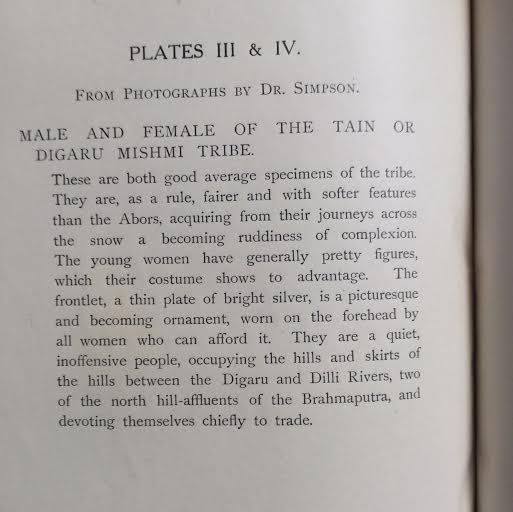 PLATES III & IV.
FROM PHOTOGRAPHS BY DR. SIMPSON.
MALE AND FEMALE OF THE TAIN OR
DIGARU MISHMI TRIBE.
These are both good average specimens of the tribe.
They are, as a rule, fairer and with softer features
than the Abors, acquiring from their journeys across
the snow a becoming ruddiness of complexion.
The young women have generally pretty figures,
which their costume shows to advantage. The
frontlet, a thin plate of bright silver, is a picturesque
and becoming ornament, worn on the forehead by
all women who can afford it. They are a quiet,
inoffensive people, occupying the hills and skirts of
the hills between the Digaru and Dilli Rivers, two
of the north hill-affluents of the Brahmaputra, and
devoting themselves chiefly to trade.